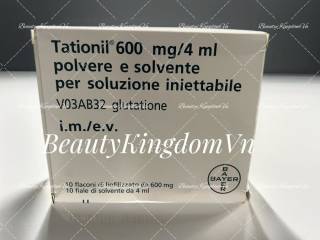 Tationil® 600 mg/4 ml
polvere e solvente
per soluzione iniettabile
V03AB32 glutatione
i.m./e.v.
BeautyKingdomVn
10 flaconi di liofilizzato da 600 mg
10 fiale di solvente da 4 ml
BAYER
BAYER